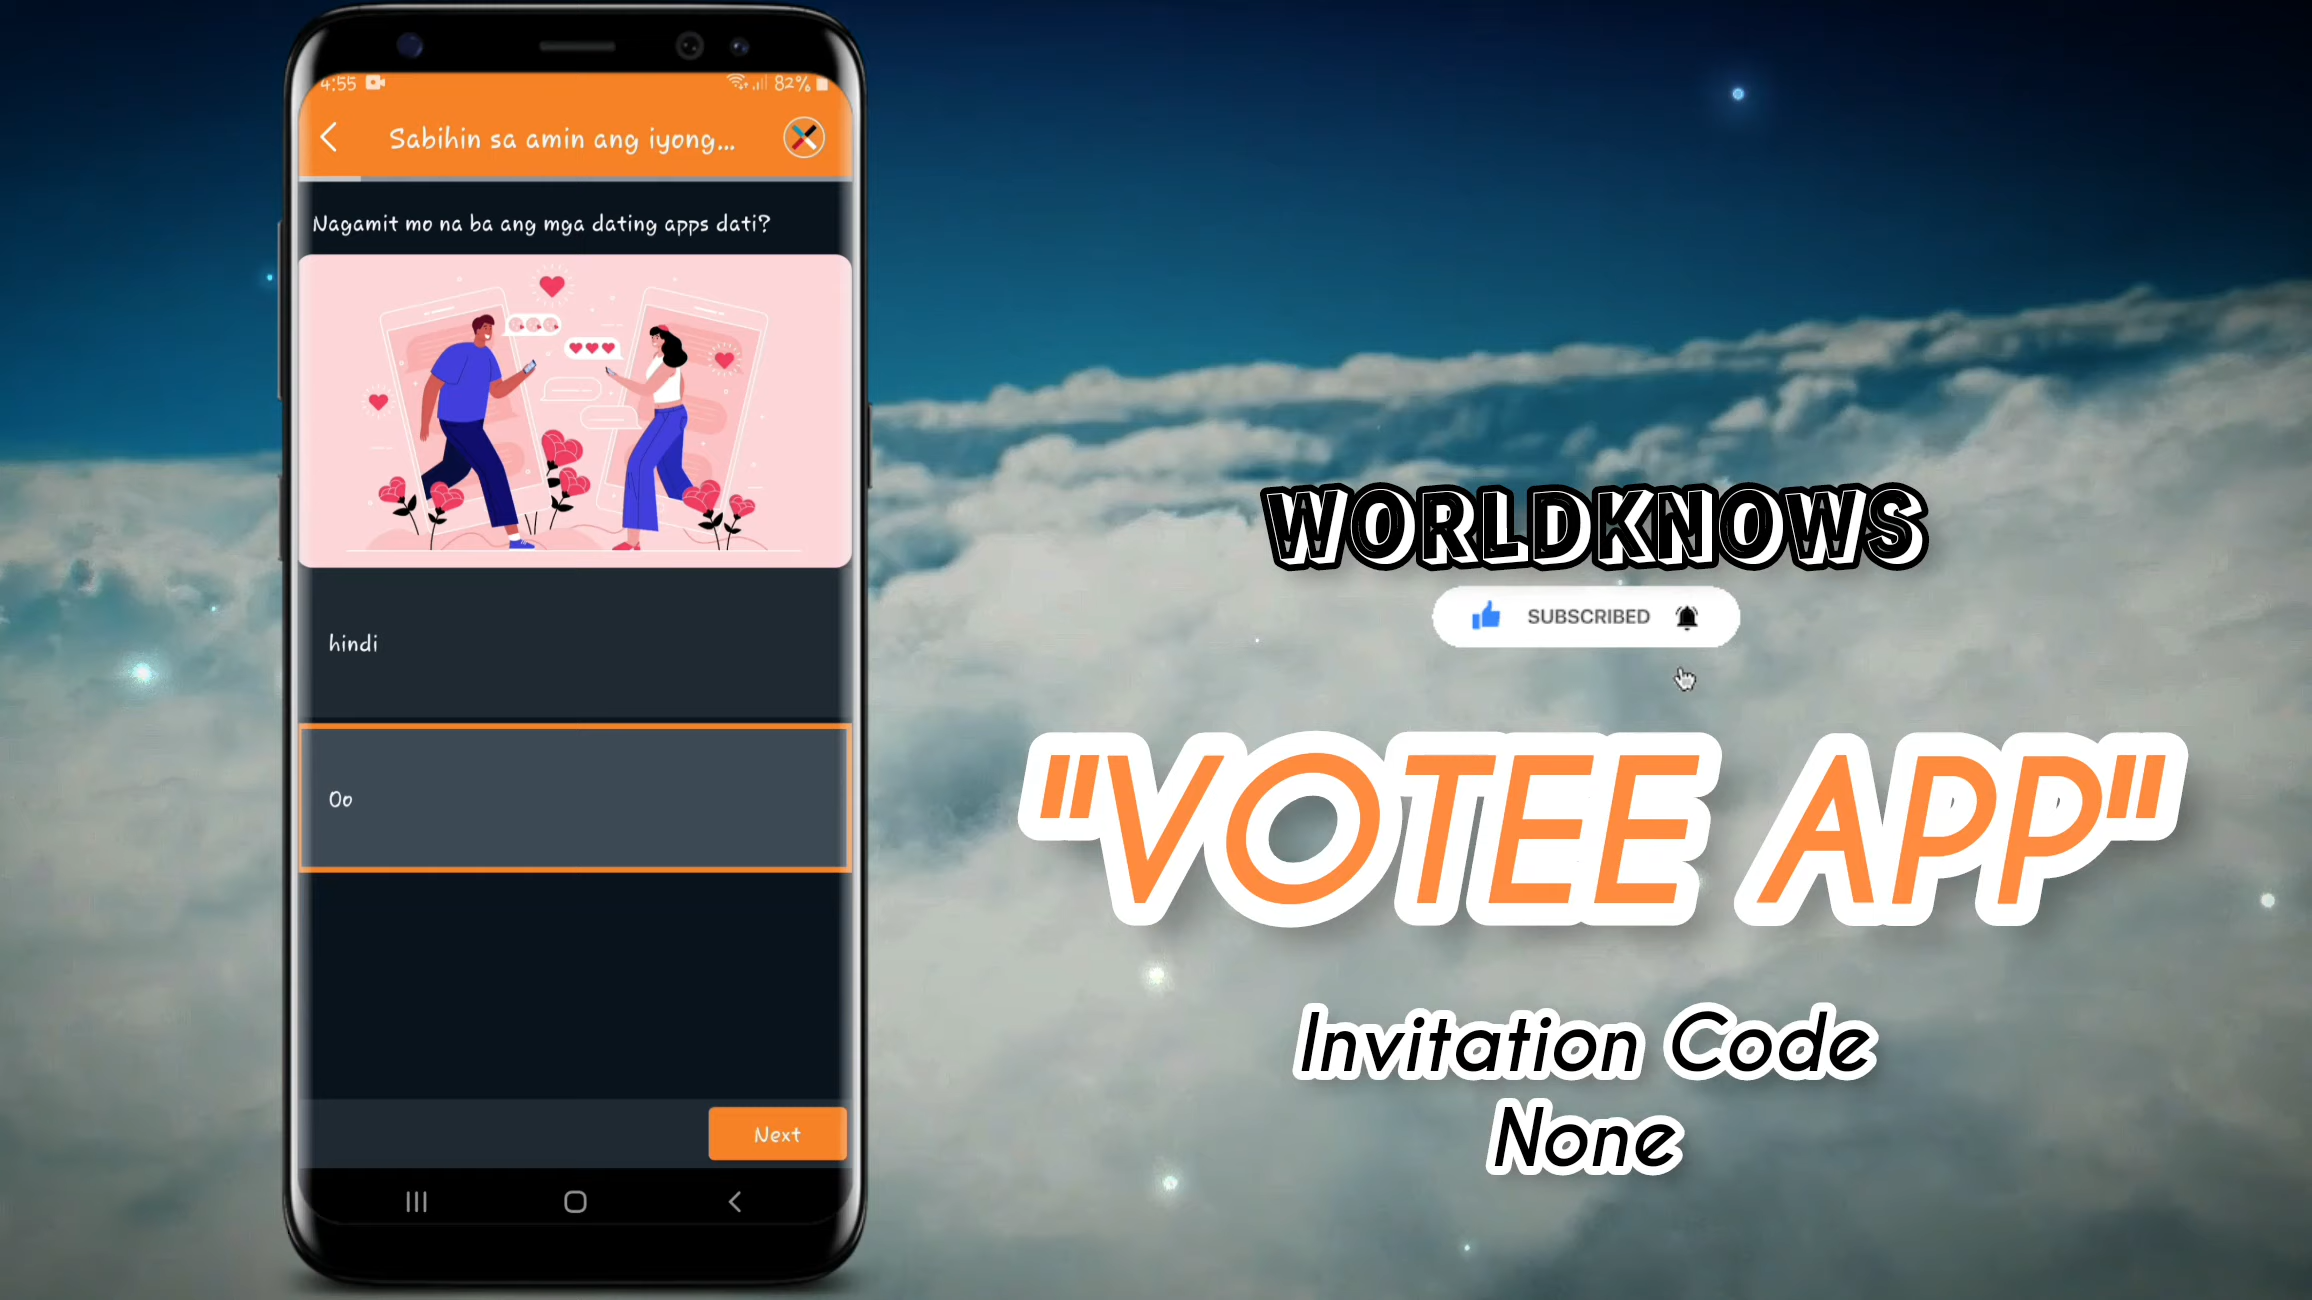 4:55
82%
Sabihin sa amin ang iyong...
Nagamit mo na ba ang mga dating apps dati?
hindi
Oo
Next
WORLDKNOWS
SUBSCRIBED
"VOTEE APP"
Invitation Code
None